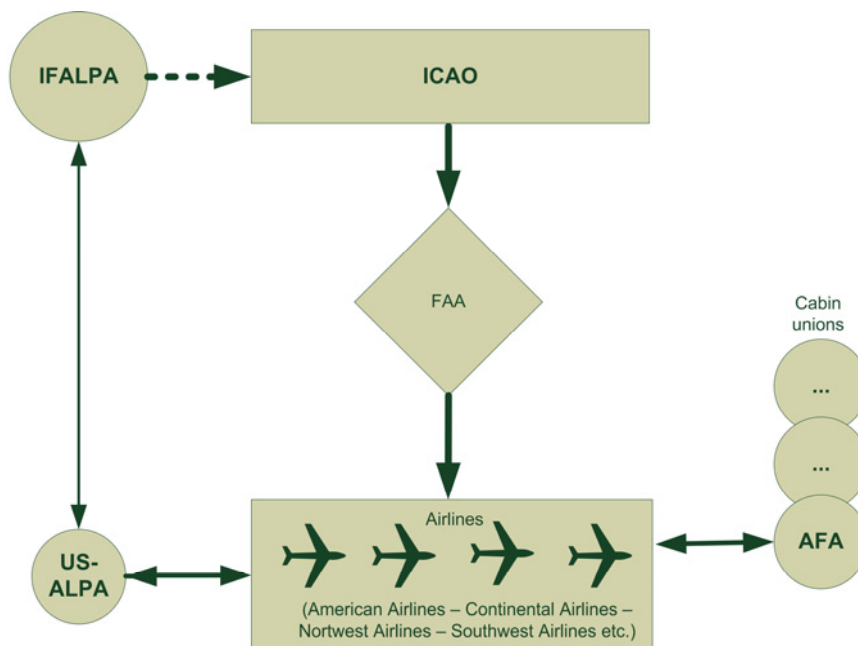 IFALPA
ICAO
FAA
Cabin
unions
...
...
AFA
US-
ALPA
Airlines
(American Airlines – Continental Airlines –
Nortwest Airlines – Southwest Airlines etc.)